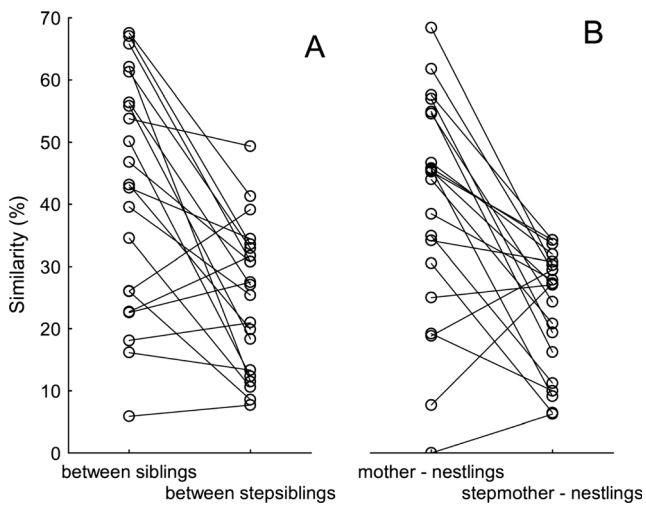 70
A
B
60
50
40
30
20
10
0
Similarity (%)
between siblings
between stepsiblings
mother - nestlings
stepmother - nestlings